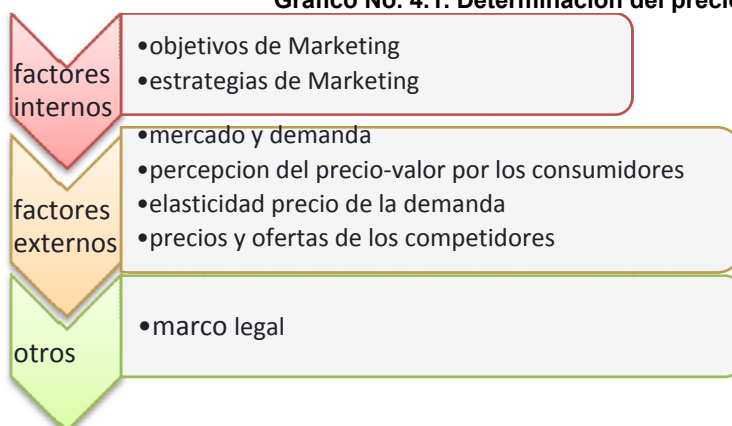 Gráfico No. 4.1. Determinación del precio
factores
internos
•objetivos de Marketing
•estrategias de Marketing
factores
externos
•mercado y demanda
•percepcion del precio-valor por los consumidores
•elasticidad precio de la demanda
•precios y ofertas de los competidores
otros
•marco legal